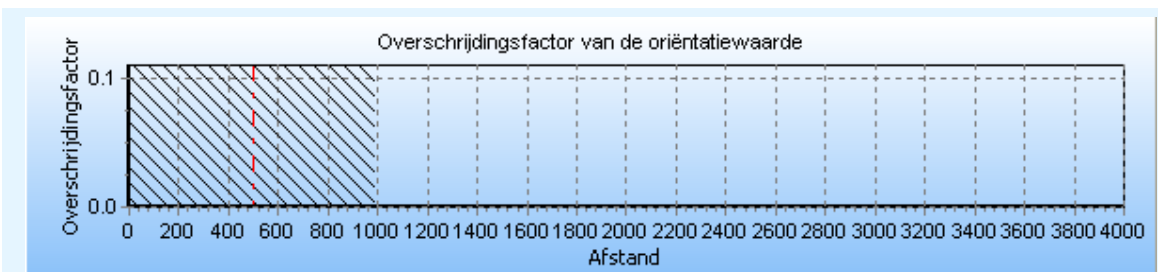 Overschrijdingsfactor van de oriëntatiewaarde
Overschrijdingsfactor
0.1
0.0
0 200 400 600 800 1000 1200 1400 1600 1800 2000 2200 2400 2600 2800 3000 3200 3400 3600 3800 4000
Afstand